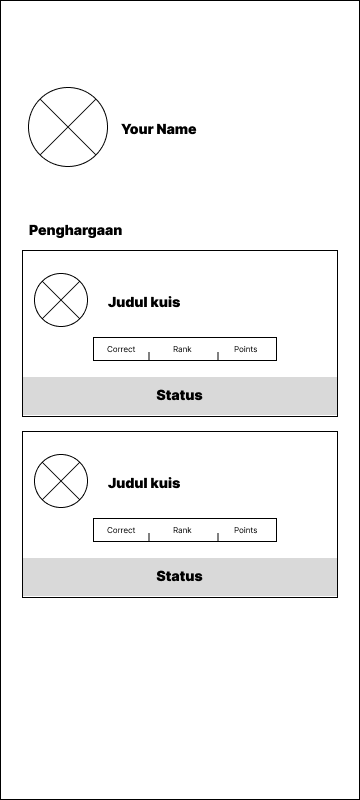 Your Name
Penghargaan
Judul kuis
Correct Rank Points
Status
Judul kuis
Correct Rank Points
Status